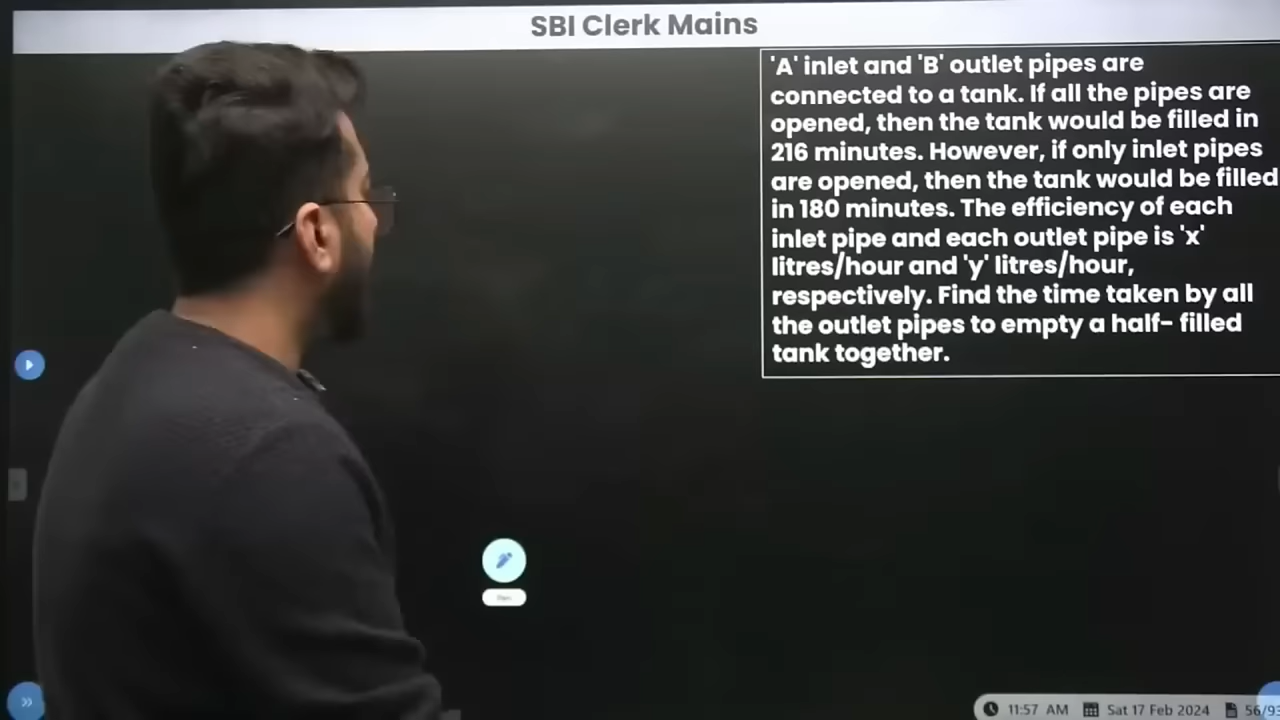 SBI Clerk Mains
'A' inlet and 'B' outlet pipes are
connected to a tank. If all the pipes are
opened, then the tank would be filled in
216 minutes. However, if only inlet pipes
are opened, then the tank would be filled
in 180 minutes. The efficiency of each
inlet pipe and each outlet pipe is 'x'
litres/hour and 'y' litres/hour,
respectively. Find the time taken by all
the outlet pipes to empty a half- filled
tank together.
11:57 AM Sat 17 Feb 2024 56/93